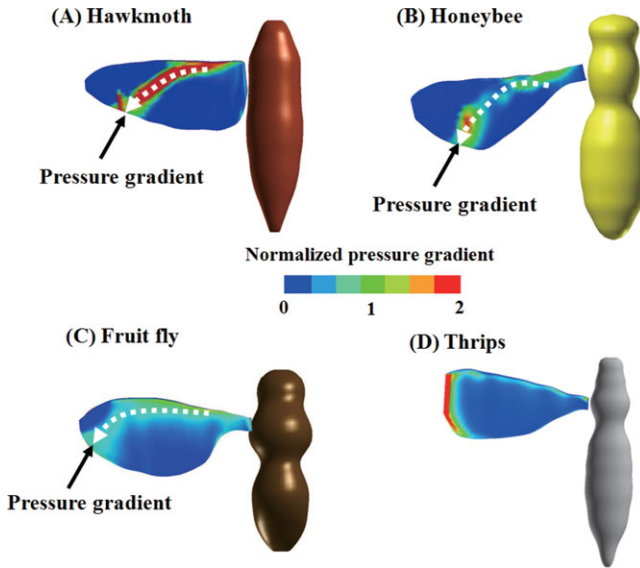 (A) Hawkmoth
(B) Honeybee
Pressure gradient
Pressure gradient
Normalized pressure gradient
0 1 2
(C) Fruit fly
(D) Thrips
Pressure gradient